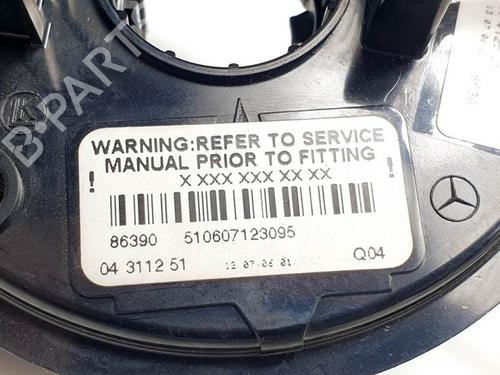 WARNING:REFER TO SERVICE
MANUAL PRIOR TO FITTING
! X XXX XXX XX XX !
86390 510607123095
04 3112 51 12 07.06.01 Q04
B-PARTS